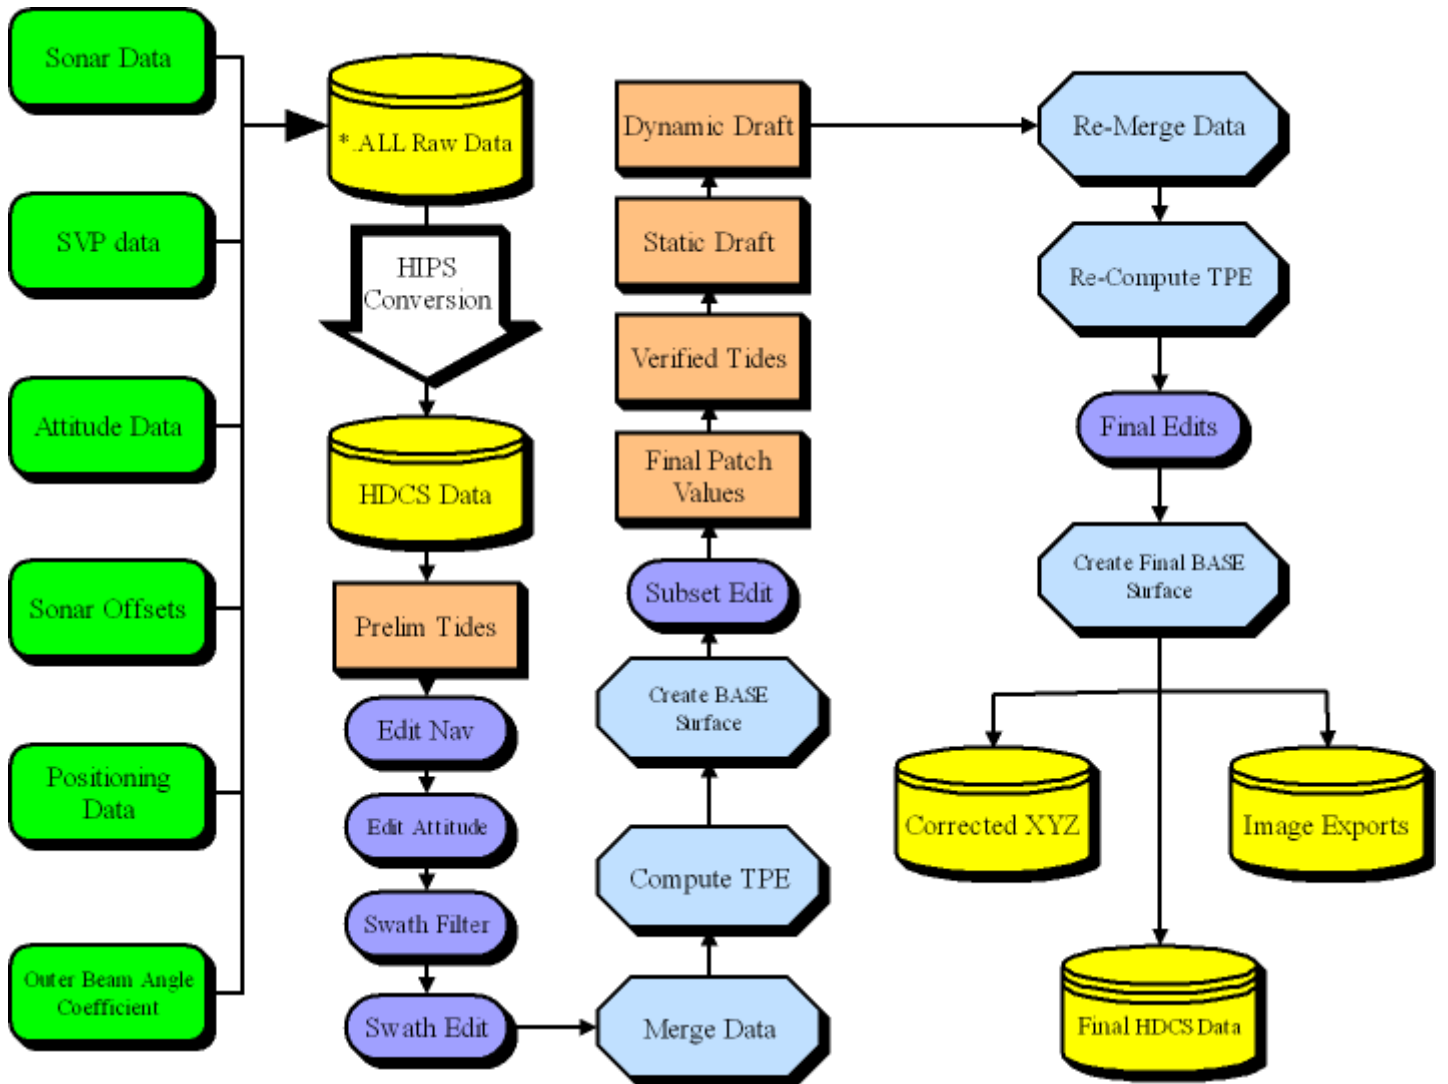 Sonar Data
SVP data
Attitude Data
Sonar Offsets
Positioning
Data
Outer Beam Angle
Coefficient
*.ALL Raw Data
HIPS
Conversion
HDCS Data
Prelim Tides
Edit Nav
Edit Attitude
Swath Filter
Swath Edit
Merge Data
Compute TPE
Create BASE
Surface
Subset Edit
Final Patch
Values
Verified Tides
Static Draft
Dynamic Draft
Re-Merge Data
Re-Compute TPE
Final Edits
Create Final BASE
Surface
Corrected XYZ
Image Exports
Final HDCS Data